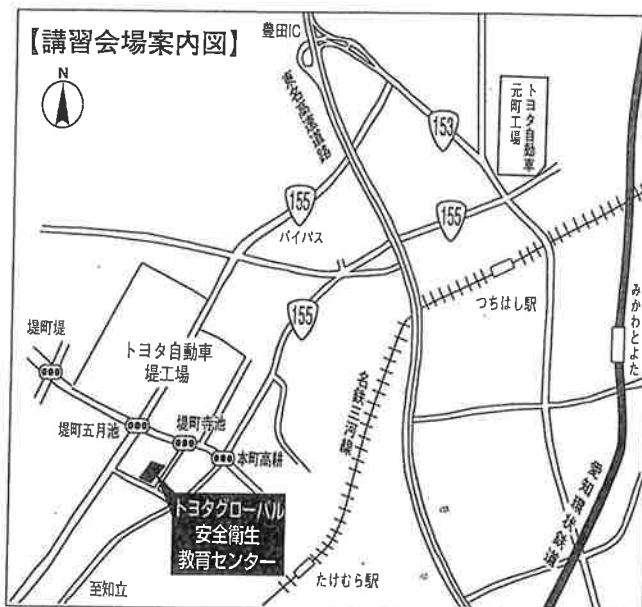 【講習会場案内図】
N
豊田IC
東名高速道路
153
トヨタ自動車
元町工場
155
バイパス
155
155
つちはし駅
みかわとよた
堤町堤
トヨタ自動車
堤工場
堤町五月池
堤町寺池
本町高耕
名鉄三河線
愛知環状鉄道
トヨタグローバル
安全衛生
教育センター
たけむら駅
至知立